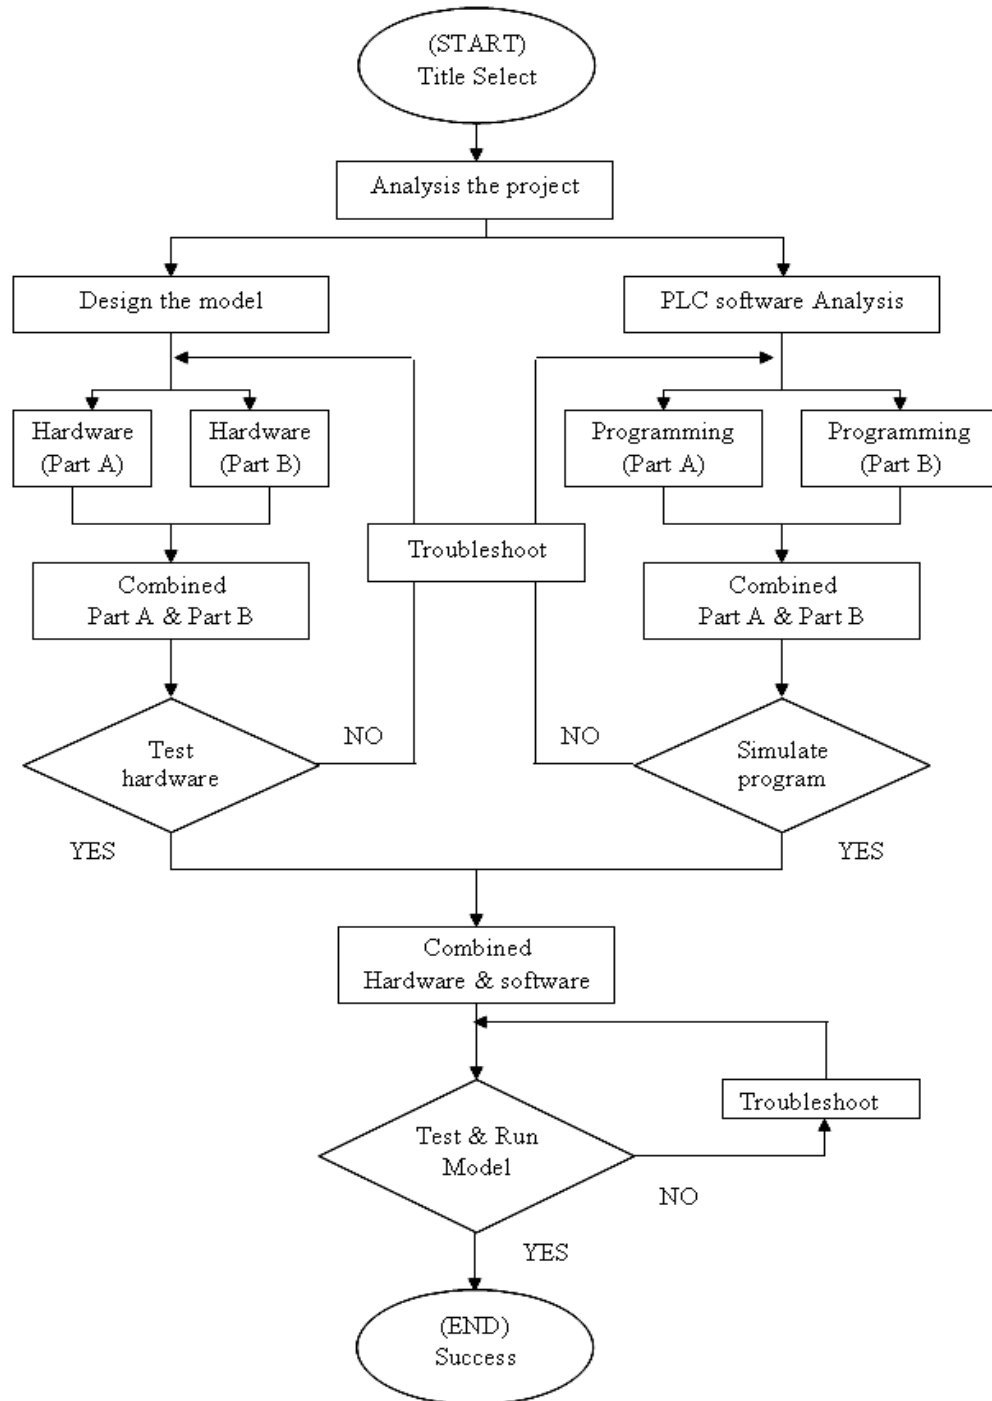 (START)
Title Select
Analysis the project
Design the model
PLC software Analysis
Hardware
(Part A)
Hardware
(Part B)
Programming
(Part A)
Programming
(Part B)
Troubleshoot
Combined
Part A & Part B
Combined
Part A & Part B
Test
hardware
NO
NO
Simulate
program
YES
YES
Combined
Hardware & software
Troubleshoot
Test & Run
Model
NO
YES
(END)
Success